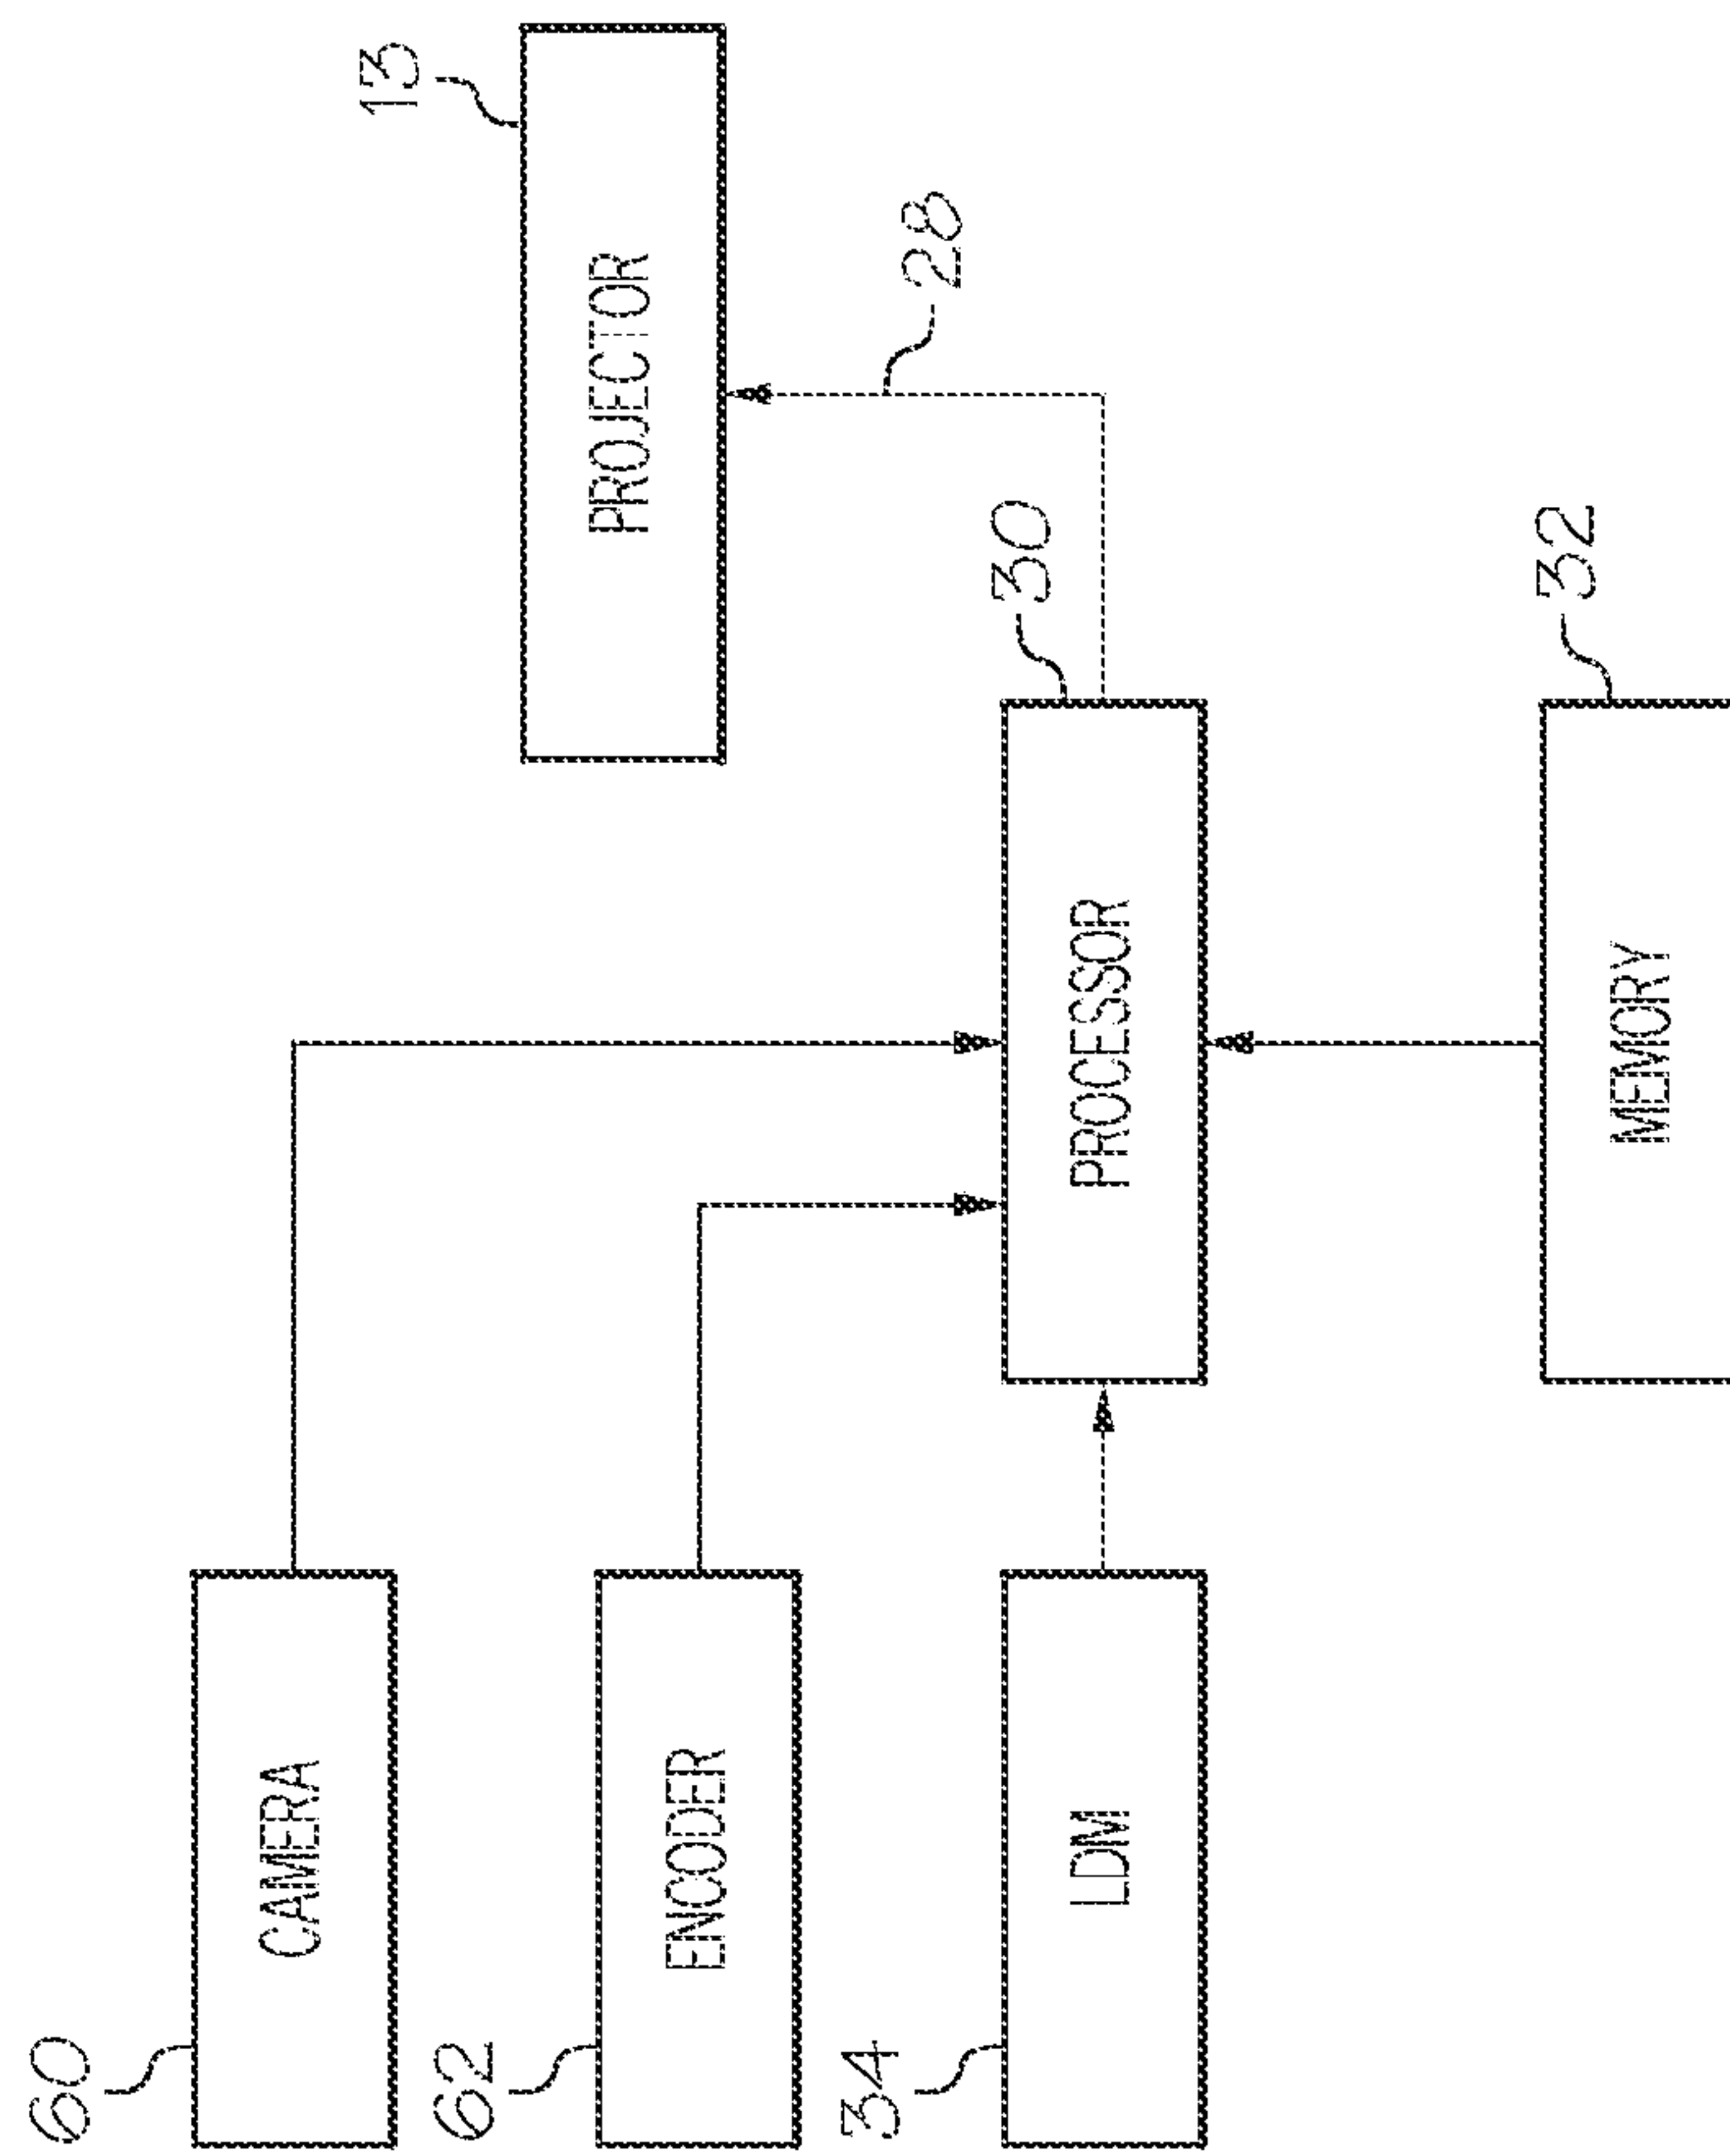 60
CAMERA
13
PROJECTOR
62
ENCODER
28
34
LDM
30
PROCESSOR
32
MEMORY